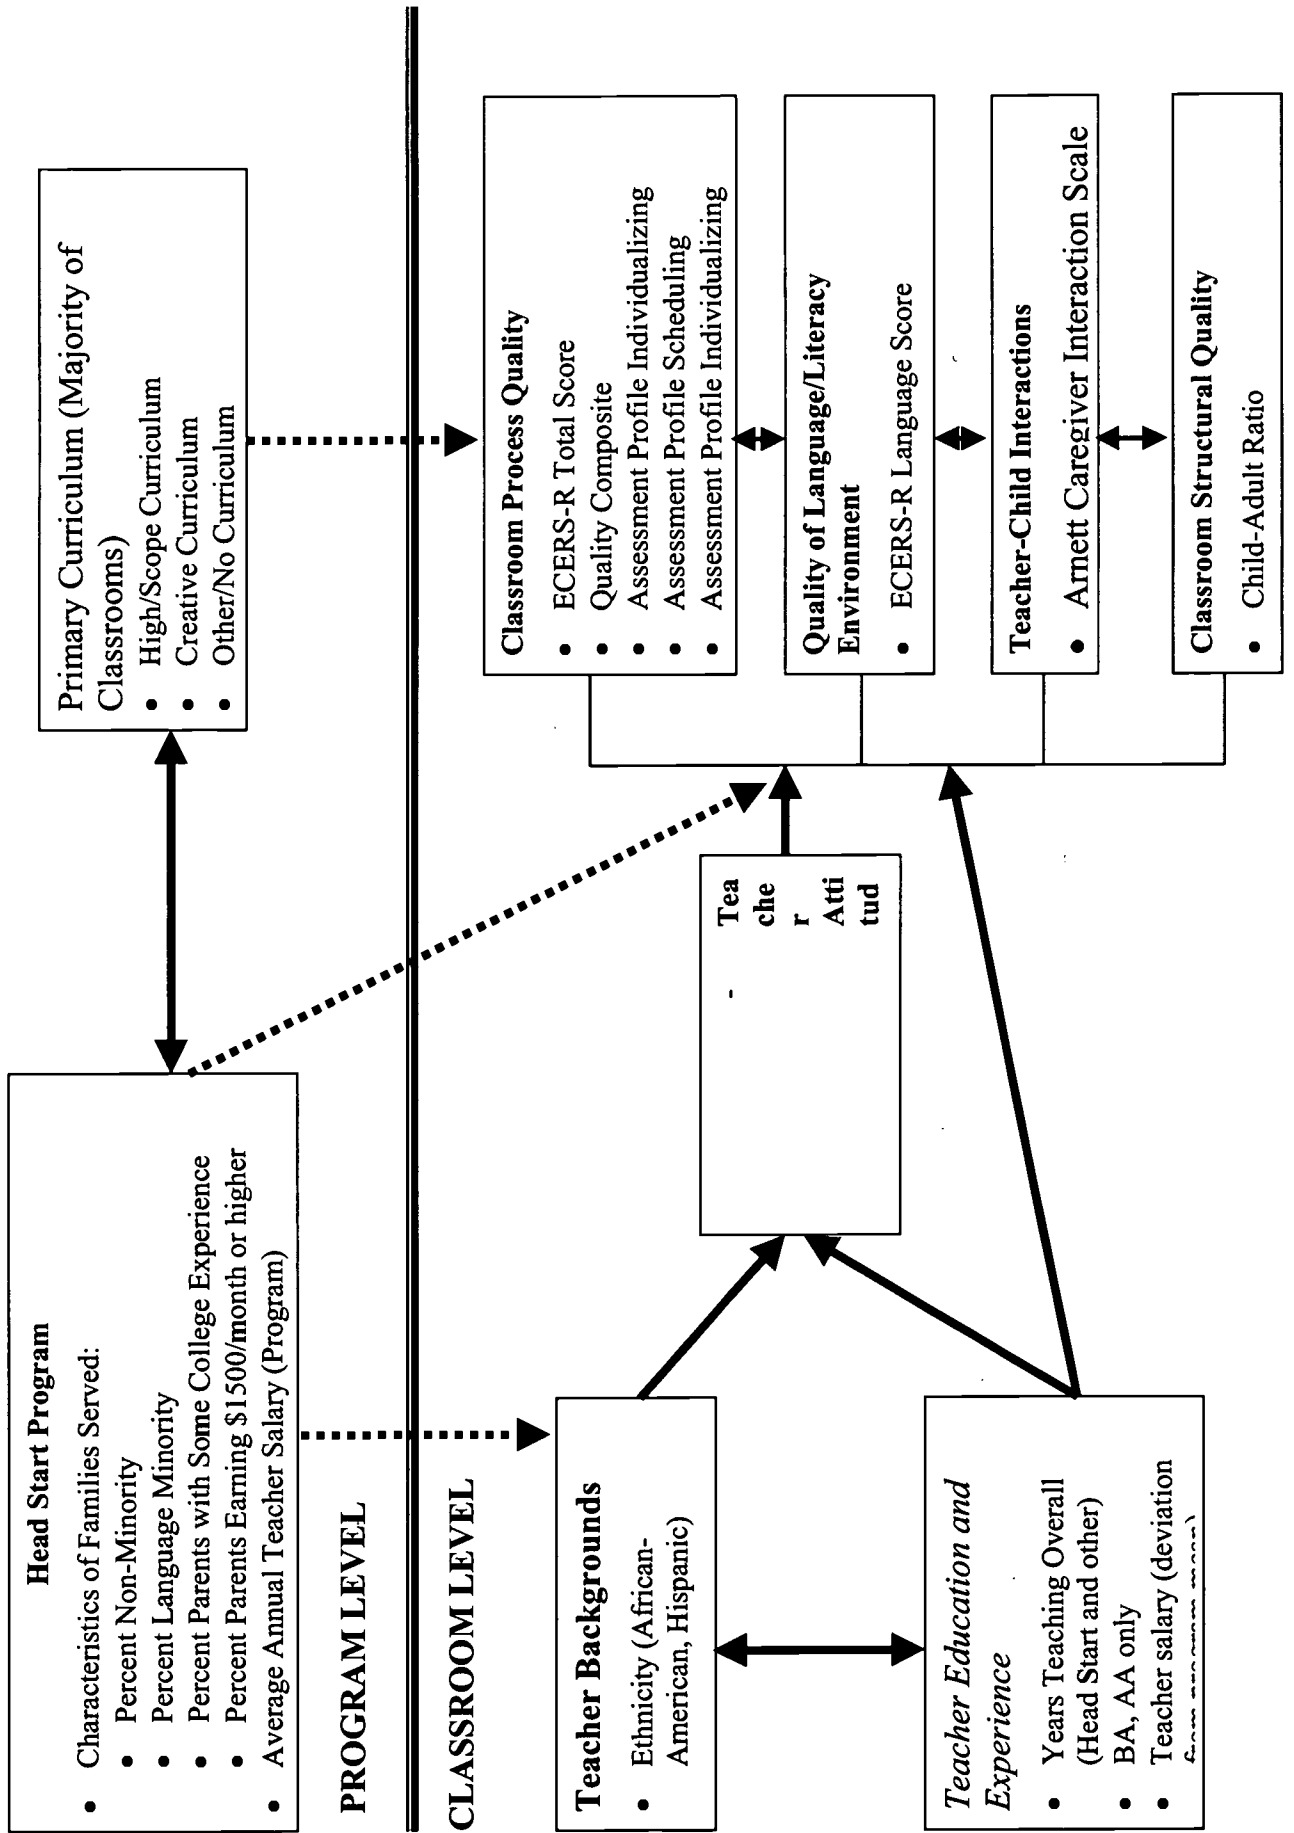 Head Start Program
• Characteristics of Families Served:
• Percent Non-Minority
• Percent Language Minority
• Percent Parents with Some College Experience
• Percent Parents Earning $1500/month or higher
• Average Annual Teacher Salary (Program)
Primary Curriculum (Majority of
Classrooms)
• High/Scope Curriculum
• Creative Curriculum
• Other/No Curriculum
PROGRAM LEVEL
CLASSROOM LEVEL
Teacher Backgrounds
• Ethnicity (African-
American, Hispanic)
Teacher Education and
Experience
• Years Teaching Overall
(Head Start and other)
• BA, AA only
• Teacher salary (deviation
from program mean)
Tea
che
r
Atti
tud
Classroom Process Quality
• ECERS-R Total Score
• Quality Composite
• Assessment Profile Individualizing
• Assessment Profile Scheduling
• Assessment Profile Individualizing
Quality of Language/Literacy
Environment
• ECERS-R Language Score
Teacher-Child Interactions
• Arnett Caregiver Interaction Scale
Classroom Structural Quality
• Child-Adult Ratio